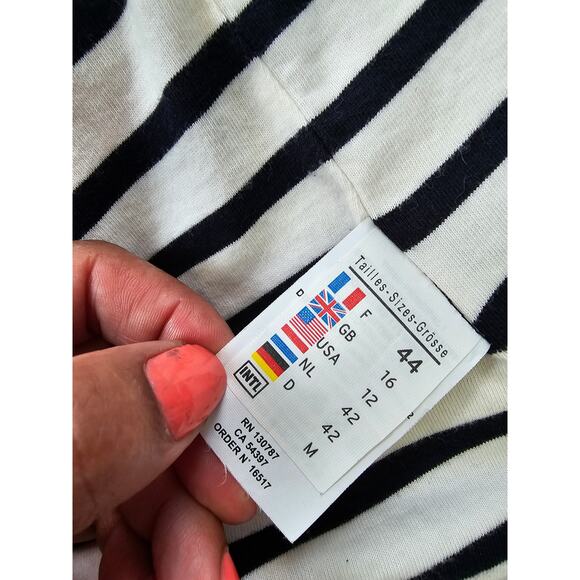 Tailles-Sizes-Grösse
F 44
GB 16
USA 12
NL 42
D 42
INTL M
D
RN 130787
CA 54397
ORDER N° 16517